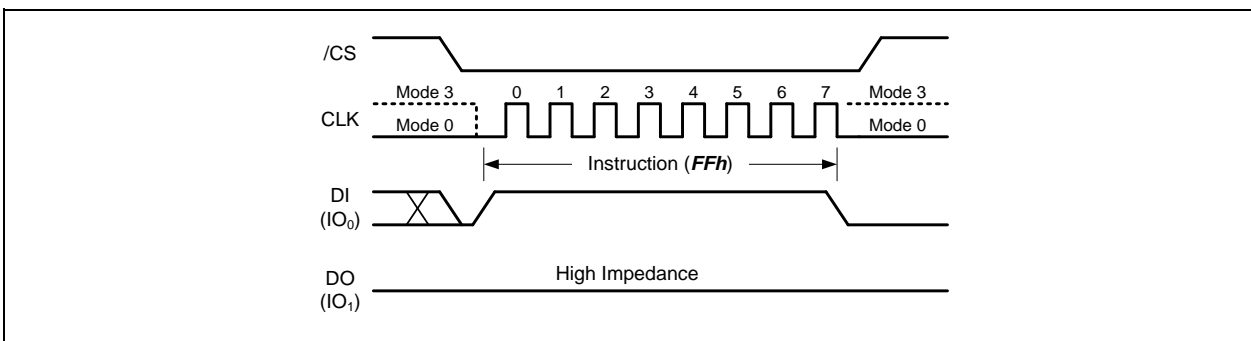 /CS
Mode 3 0 1 2 3 4 5 6 7 Mode 3
CLK
Mode 0 Mode 0
Instruction (FFh)
DI
(IO₀)
High Impedance
DO
(IO₁)